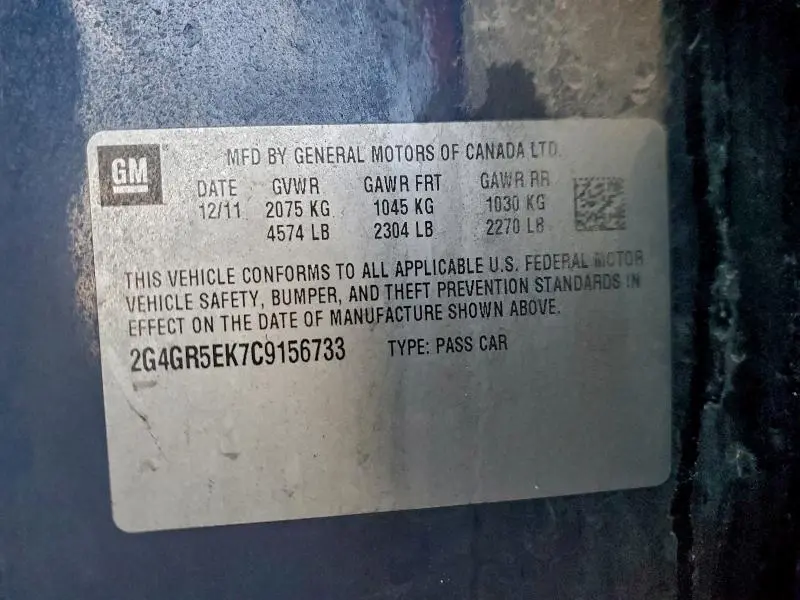 GM
MFD BY GENERAL MOTORS OF CANADA LTD.
DATE GVWR GAWR FRT GAWR RR
12/11 2075 KG 1045 KG 1030 KG
4574 LB 2304 LB 2270 LB
THIS VEHICLE CONFORMS TO ALL APPLICABLE U.S. FEDERAL MOTOR
VEHICLE SAFETY, BUMPER, AND THEFT PREVENTION STANDARDS IN
EFFECT ON THE DATE OF MANUFACTURE SHOWN ABOVE.
2G4GR5EK7C9156733 TYPE: PASS CAR